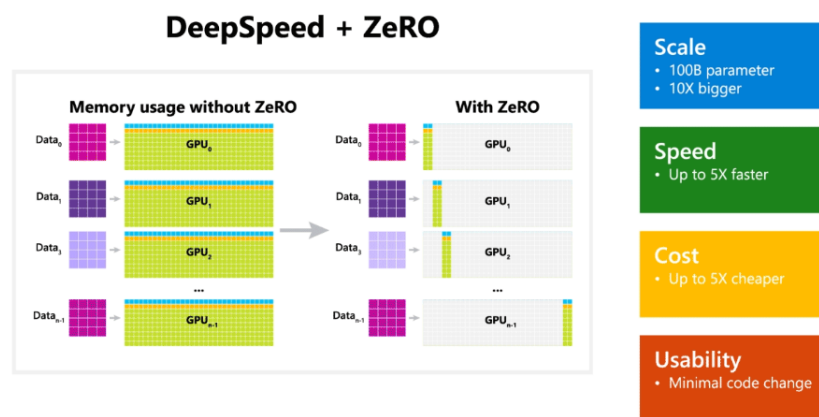 DeepSpeed + ZeRO
Memory usage without ZeRO
Data0
GPU0
Data1
GPU1
Data3
GPU2
...
Datan-1
GPUn-1
With ZeRO
Data0
GPU0
Data1
GPU1
Data3
GPU2
...
Datan-1
GPUn-1
Scale
• 100B parameter
• 10X bigger
Speed
• Up to 5X faster
Cost
• Up to 5X cheaper
Usability
• Minimal code change